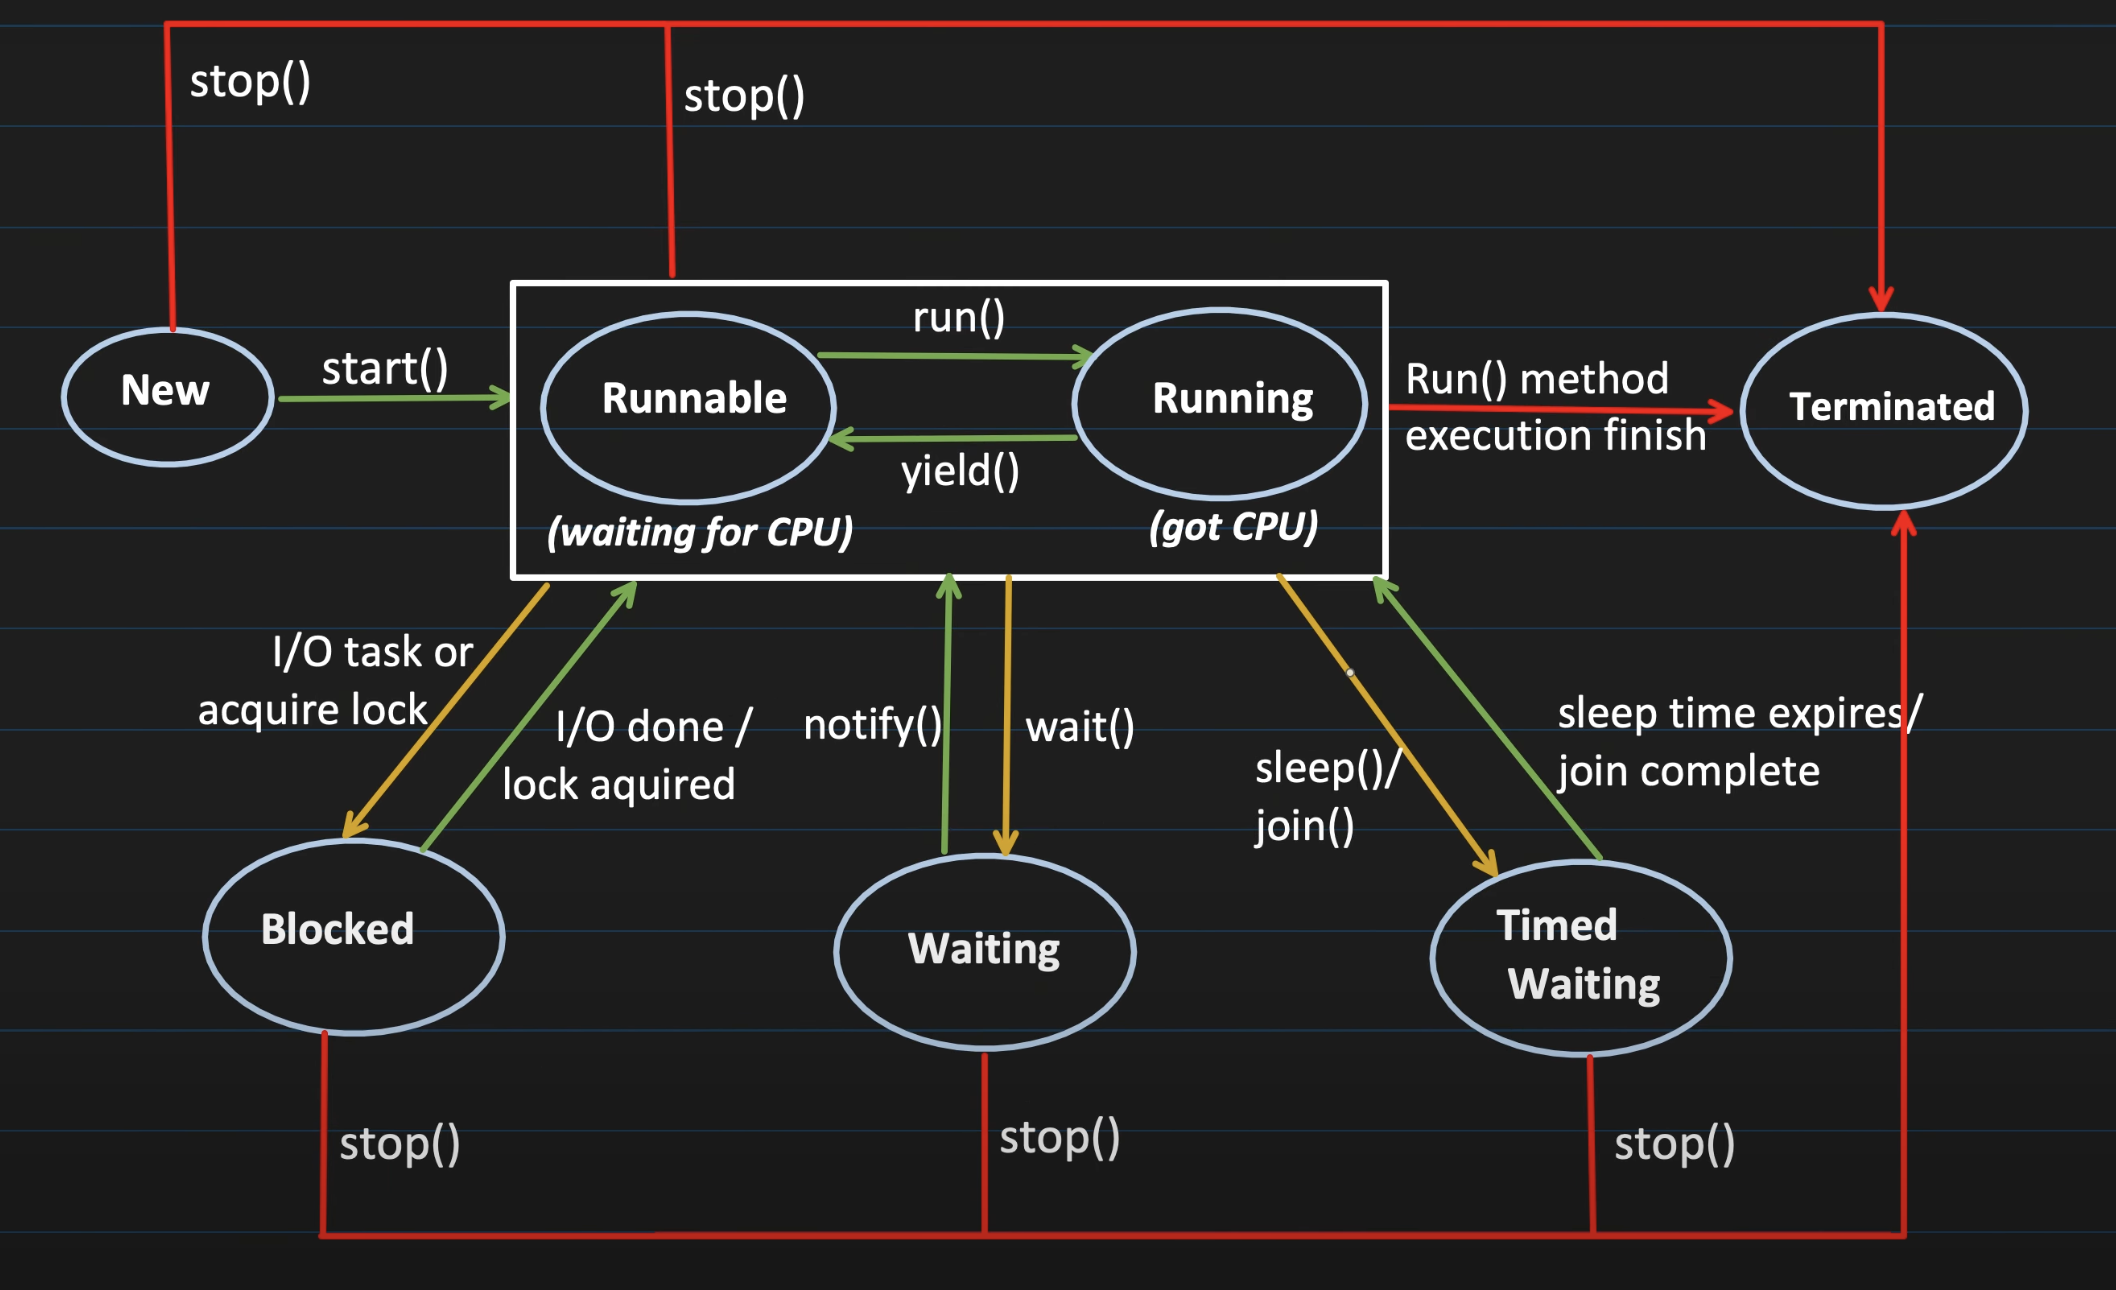 stop()
stop()
New
start()
Runnable
run()
yield()
Running
(waiting for CPU)
(got CPU)
Run() method
execution finish
Terminated
I/O task or
acquire lock
I/O done /
lock aquired
notify()
wait()
sleep()/
join()
sleep time expires/
join complete
Blocked
Waiting
Timed
Waiting
stop()
stop()
stop()